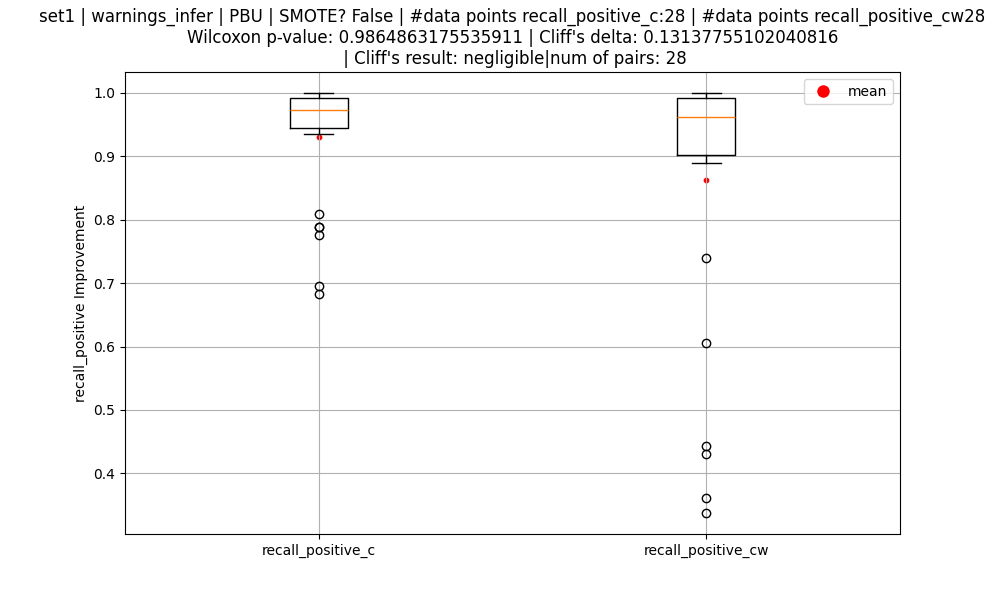 set1 | warnings_infer | PBU | SMOTE? False | #data points recall_positive_c:28 | #data points recall_positive_cw28
Wilcoxon p-value: 0.9864863175535911 | Cliff's delta: 0.13137755102040816
| Cliff's result: negligible|num of pairs: 28
mean
1.0
0.9
0.8
0.7
0.6
0.5
0.4
recall_positive Improvement
recall_positive_c
recall_positive_cw